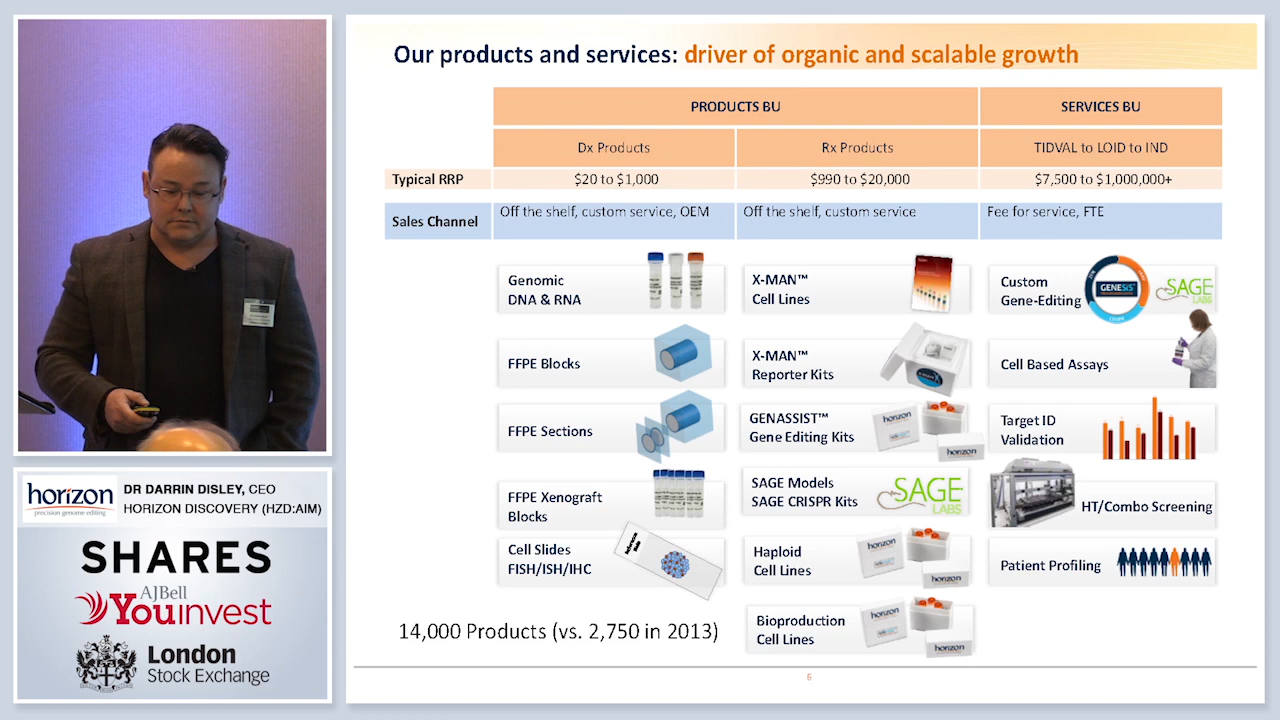 Our products and services: driver of organic and scalable growth
PRODUCTS BU
SERVICES BU
Dx Products
Rx Products
TIDVAL to LOID to IND
Typical RRP
$20 to $1,000
$990 to $20,000
$7,500 to $1,000,000+
Sales Channel
Off the shelf, custom service, OEM
Off the shelf, custom service
Fee for service, FTE
Genomic
DNA & RNA
FFPE Blocks
FFPE Sections
FFPE Xenograft
Blocks
Cell Slides
FISH/ISH/IHC
14,000 Products (vs. 2,750 in 2013)
X-MAN™
Cell Lines
X-MAN™
Reporter Kits
GENASSIST™
Gene Editing Kits
horizon
horizon
SAGE Models
SAGE CRISPR Kits
SAGE
LABS
Haploid
Cell Lines
horizon
horizon
Bioproduction
Cell Lines
horizon
horizon
Custom
Gene-Editing
GENESIS
SAGE
LABS
Cell Based Assays
Target ID
Validation
HT/Combo Screening
Patient Profiling
6
horizon
precision genome editing
DR DARRIN DISLEY, CEO
HORIZON DISCOVERY (HZD:AIM)
SHARES
AJBell
Youinvest
London
Stock Exchange